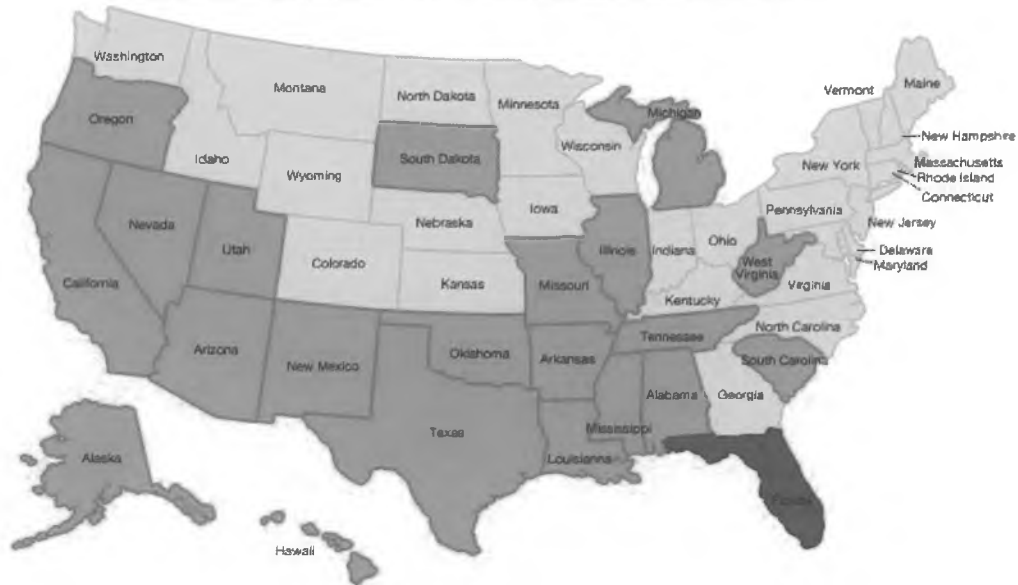 Washington
Montana
North Dakota
Minnesota
Michigan
Vermont
Maine
Oregon
Idaho
Wyoming
South Dakota
Wisconsin
New York
New Hampshire
Massachusetts
Rhode Island
Connecticut
Nevada
Utah
Colorado
Nebraska
Iowa
Illinois
Indiana
Ohio
Pennsylvania
New Jersey
Delaware
Maryland
California
Kansas
Missouri
Kentucky
West
Virginia
Virginia
Arizona
New Mexico
Oklahoma
Arkansas
Tennessee
North Carolina
South Carolina
Texas
Louisianna
Mississippi
Alabama
Georgia
Florida
Alaska
Hawaii